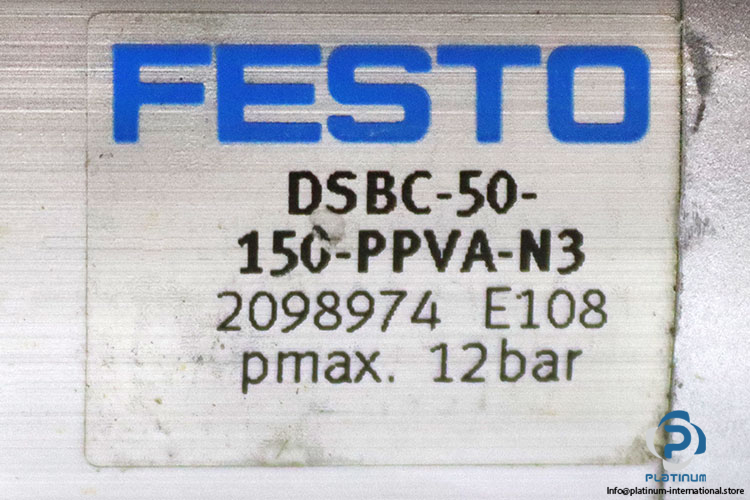 FESTO
DSBC-50-
150-PPVA-N3
2098974 E108
pmax. 12bar
PLATINUM
Info@platinum-international.store